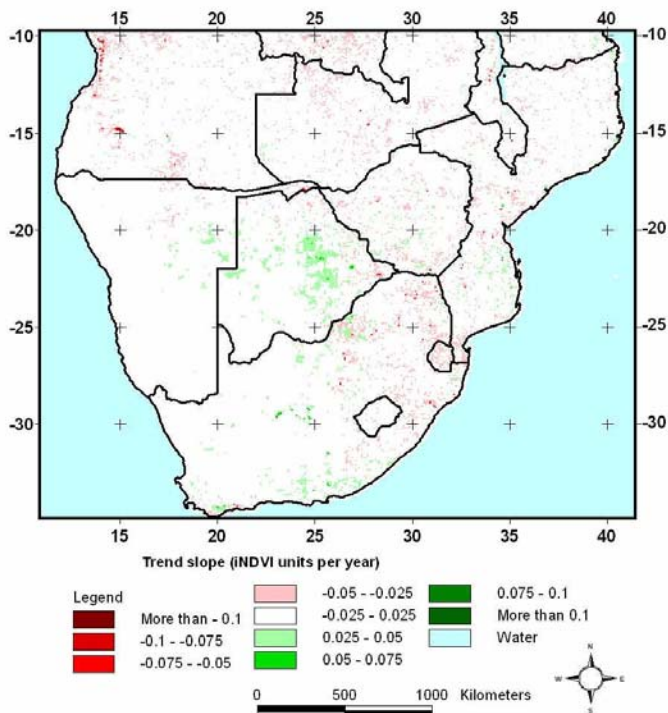 15 20 25 30 35 40
-10 -10
-15 -15
-20 -20
-25 -25
-30 -30
15 20 25 30 35 40
Trend slope (iNDVI units per year)
Legend
More than - 0.1
-0.1 - -0.075
-0.075 - -0.05
-0.05 - -0.025
-0.025 - 0.025
0.025 - 0.05
0.05 - 0.075
0.075 - 0.1
More than 0.1
Water
0 500 1000 Kilometers
N
W E
S